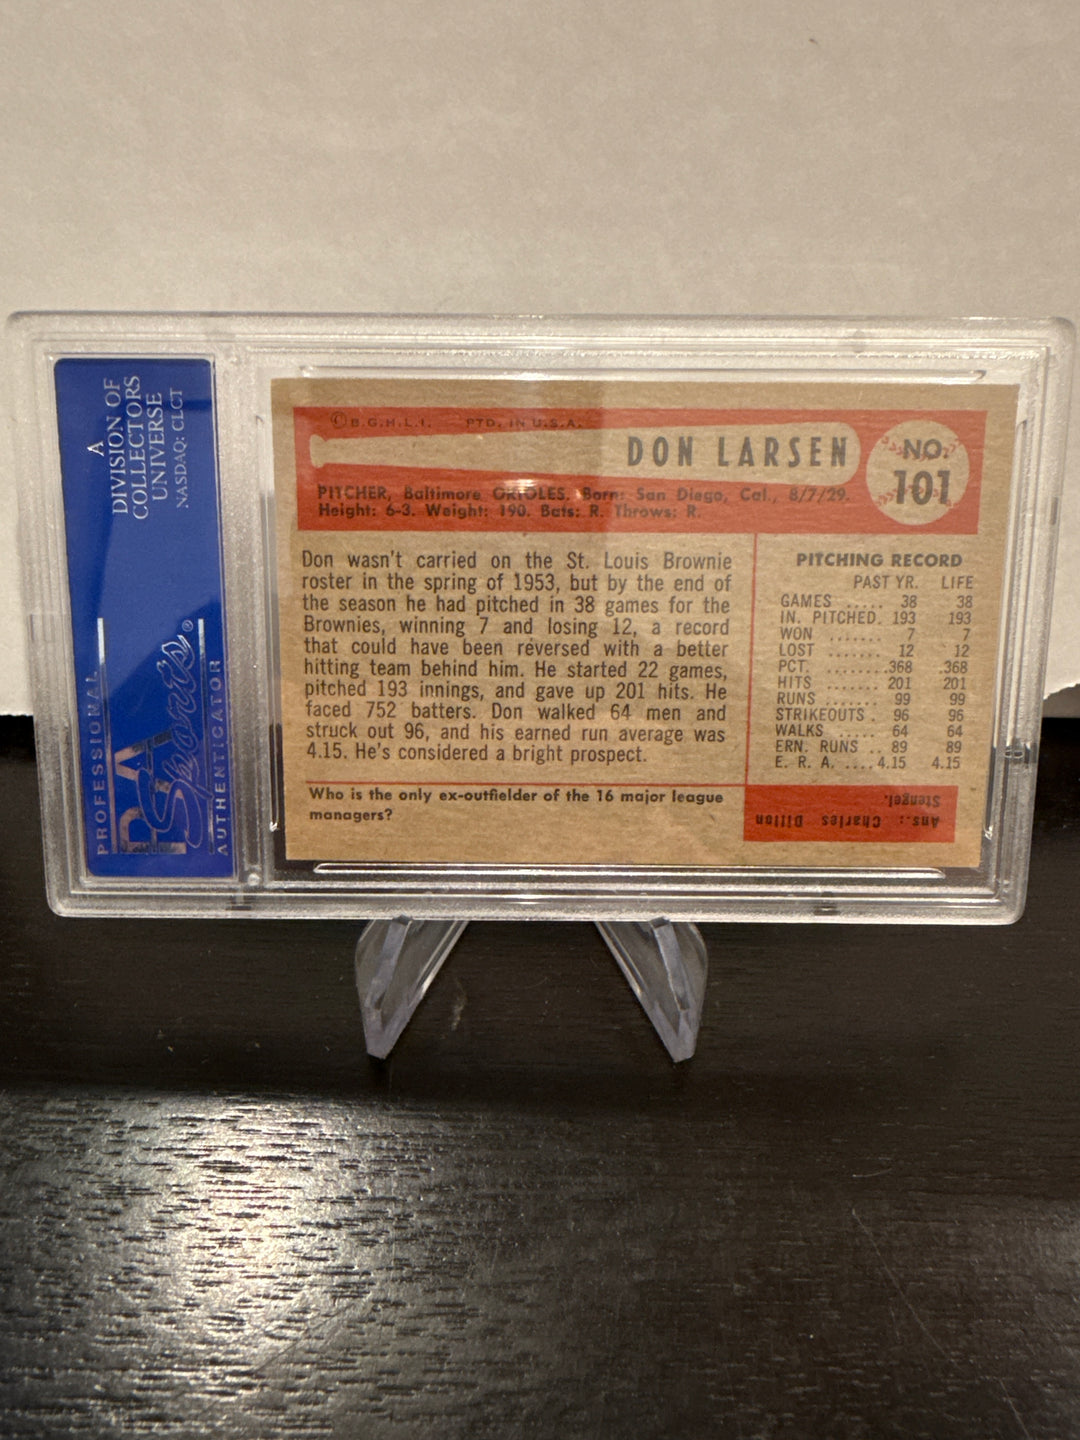 A
DIVISION OF
COLLECTORS
UNIVERSE
NASDAQ: CLCT
PROFESSIONAL
PSA
Sports®
AUTHENTICATOR
©B.G.H.L.I. PTD. IN U.S.A.
DON LARSEN
NO.
101
PITCHER, Baltimore ORIOLES. Born: San Diego, Cal., 8/7/29.
Height: 6-3. Weight: 190. Bats: R. Throws: R.
Don wasn't carried on the St. Louis Brownie
roster in the spring of 1953, but by the end of
the season he had pitched in 38 games for the
Brownies, winning 7 and losing 12, a record
that could have been reversed with a better
hitting team behind him. He started 22 games,
pitched 193 innings, and gave up 201 hits. He
faced 752 batters. Don walked 64 men and
struck out 96, and his earned run average was
4.15. He's considered a bright prospect.
PITCHING RECORD
PAST YR. LIFE
GAMES ..... 38 38
IN. PITCHED. 193 193
WON ....... 7 7
LOST ....... 12 12
PCT. ........ .368 .368
HITS ....... 201 201
RUNS ....... 99 99
STRIKEOUTS . 96 96
WALKS ..... 64 64
ERN. RUNS .. 89 89
E. R. A. .... 4.15 4.15
Who is the only ex-outfielder of the 16 major league
managers?
Ans.: Charles Dillon
Stengel.